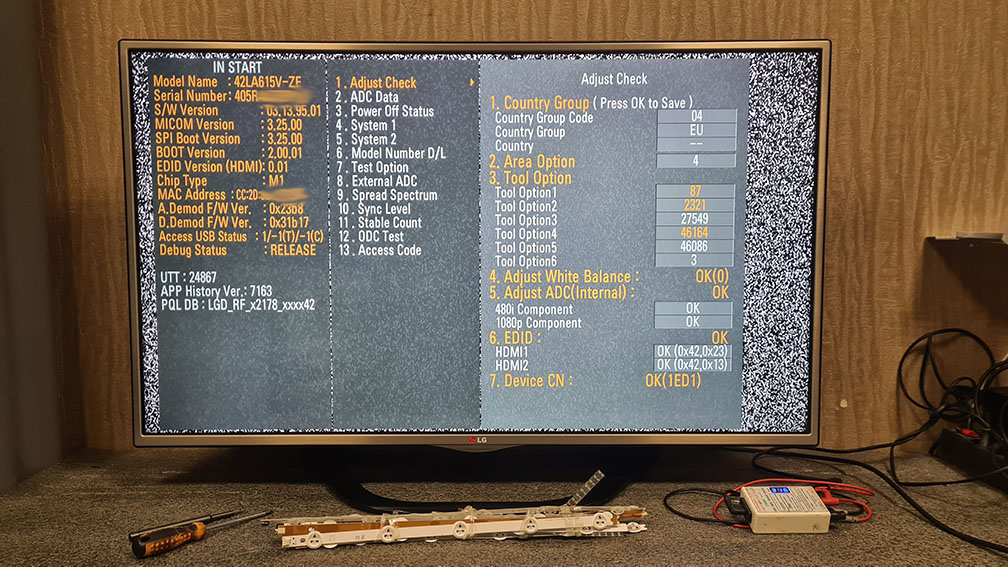 IN START
Model Name : 42LA615V-ZE
Serial Number : 405R
S/W Version : 03.13.95.01
MICOM Version : 3.25.00
SPI Boot Version : 3.25.00
BOOT Version : 2.00.01
EDID Version (HDMI): 0.01
Chip Type : M1
MAC Address : CC:2D:
A.Demod F/W Ver. : 0x23b8
D.Demod F/W Ver. : 0x31b17
Access USB Status : 1/-1(T)/-1(C)
Debug Status : RELEASE
UTT : 24867
APP History Ver.: 7163
PQL DB : LGD_RF_x2178_xxxx42
1 . Adjust Check
2 . ADC Data
3 . Power Off Status
4 . System 1
5 . System 2
6 . Model Number D/L
7 . Test Option
8 . External ADC
9 . Spread Spectrum
10 . Sync Level
11 . Stable Count
12 . ODC Test
13 . Access Code
Adjust Check
1. Country Group ( Press OK to Save )
Country Group Code 04
Country Group EU
Country --
2. Area Option 4
3. Tool Option
Tool Option1 87
Tool Option2 2321
Tool Option3 27549
Tool Option4 46164
Tool Option5 46086
Tool Option6 3
4. Adjust White Balance : OK(0)
5. Adjust ADC(Internal) : OK
480i Component OK
1080p Component OK
6. EDID : OK
HDMI1 OK (0x42,0x23)
HDMI2 OK (0x42,0x13)
7. Device CN : OK(1ED1)
LG